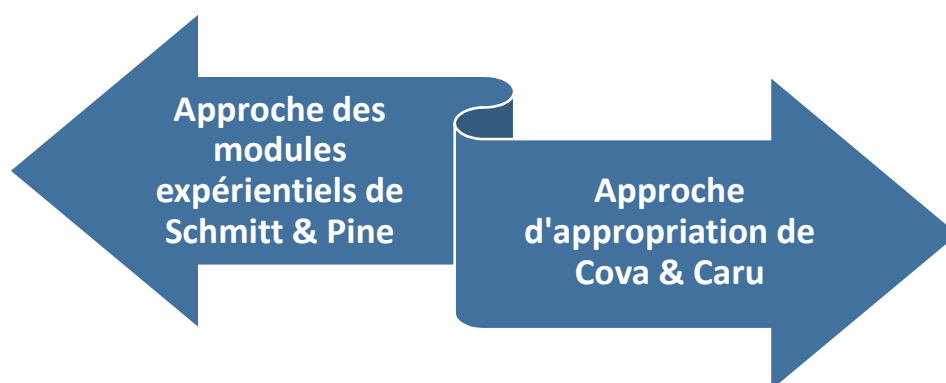 Approche des
modules
expérientiels de
Schmitt & Pine
Approche
d'appropriation de
Cova & Caru